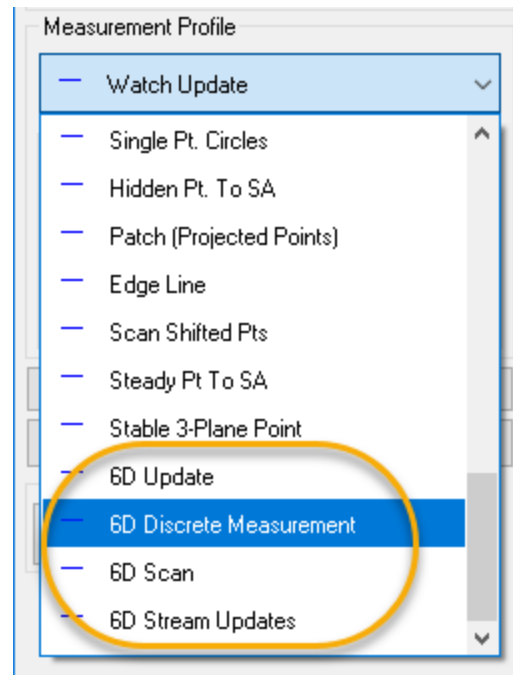 Measurement Profile
Watch Update
Single Pt. Circles
Hidden Pt. To SA
Patch (Projected Points)
Edge Line
Scan Shifted Pts
Steady Pt To SA
Stable 3-Plane Point
6D Update
6D Discrete Measurement
6D Scan
6D Stream Updates